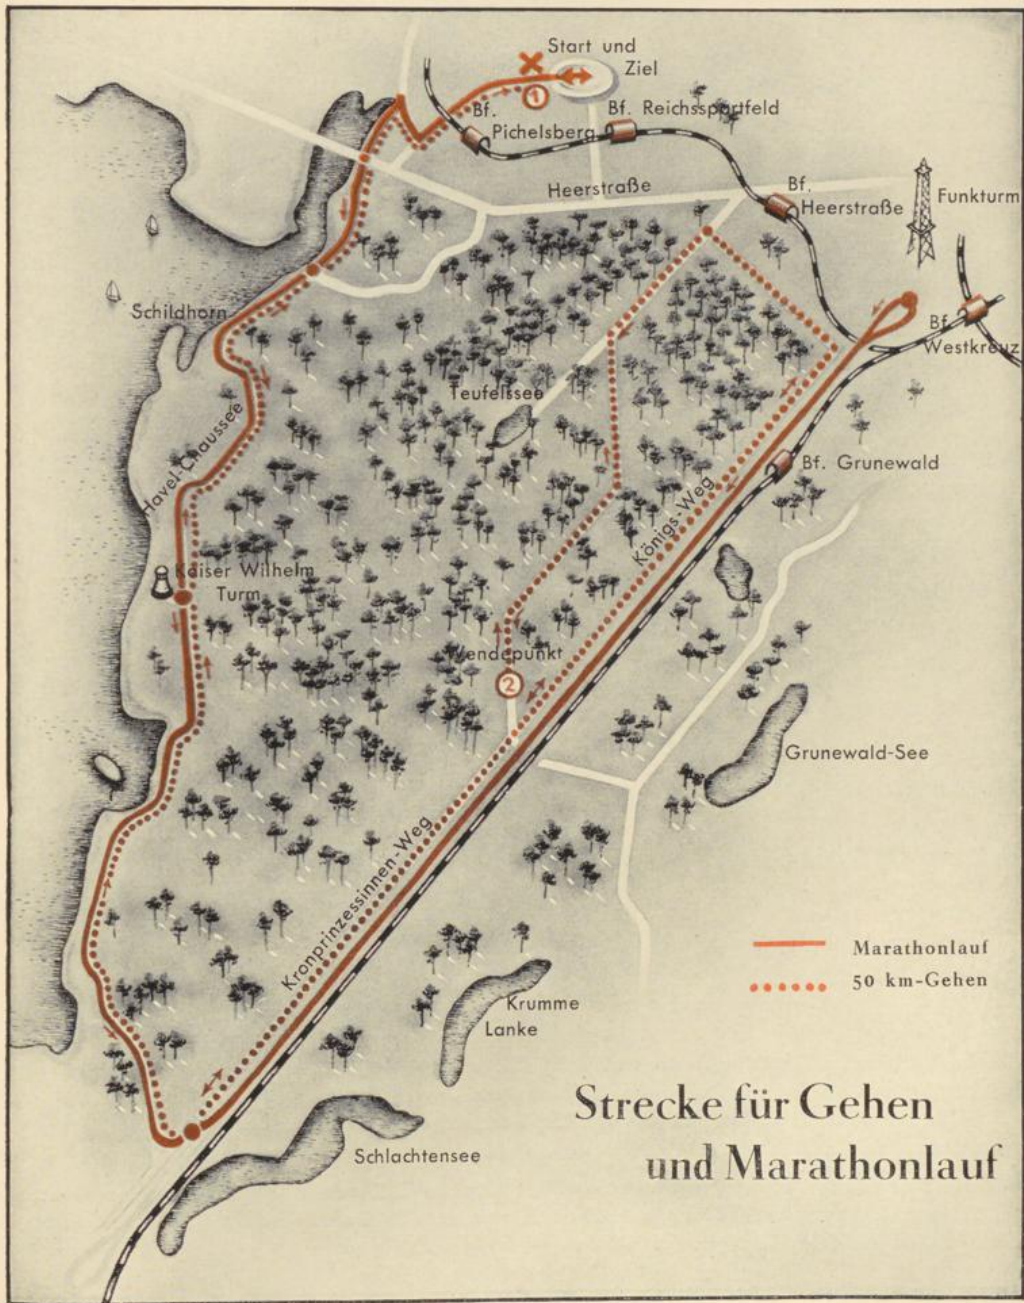 Start und
Ziel
1
Bf.
Pichelsberg
Bf. Reichssportfeld
Heerstraße
Bf.
Heerstraße
Funkturm
Schildhorn
Bf.
Westkreuz
Teufelssee
Havel-Chaussee
Bf. Grunewald
Königs-Weg
Kaiser Wilhelm
Turm
Wendepunkt
2
Grunewald-See
Kronprinzessinnen-Weg
Marathonlauf
50 km-Gehen
Krumme
Lanke
Schlachtensee
Strecke für Gehen
und Marathonlauf